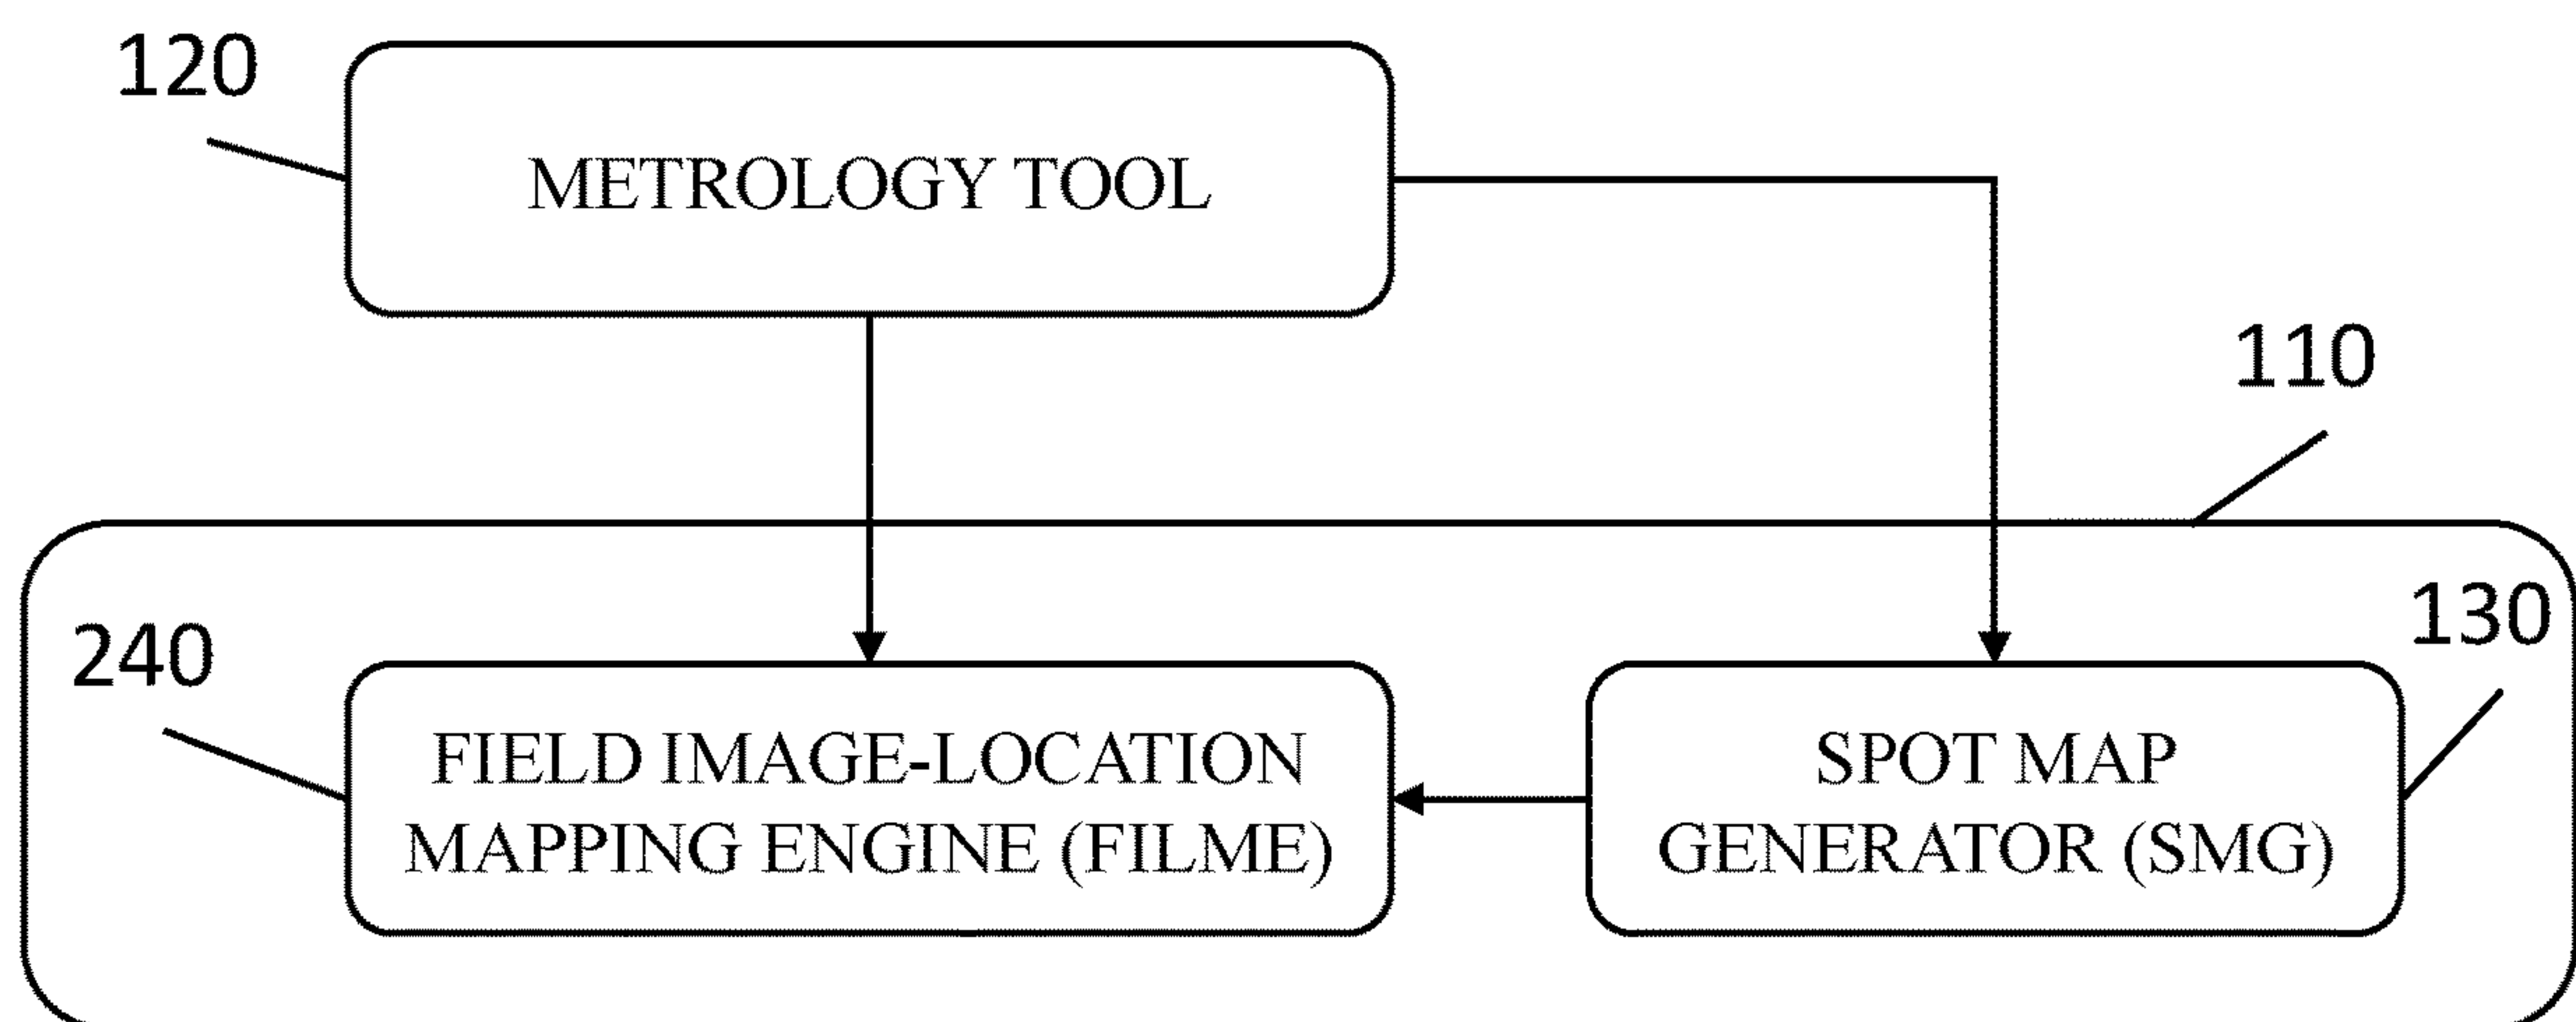 120
METROLOGY TOOL
110
240
130
FIELD IMAGE-LOCATION
MAPPING ENGINE (FILME)
SPOT MAP
GENERATOR (SMG)